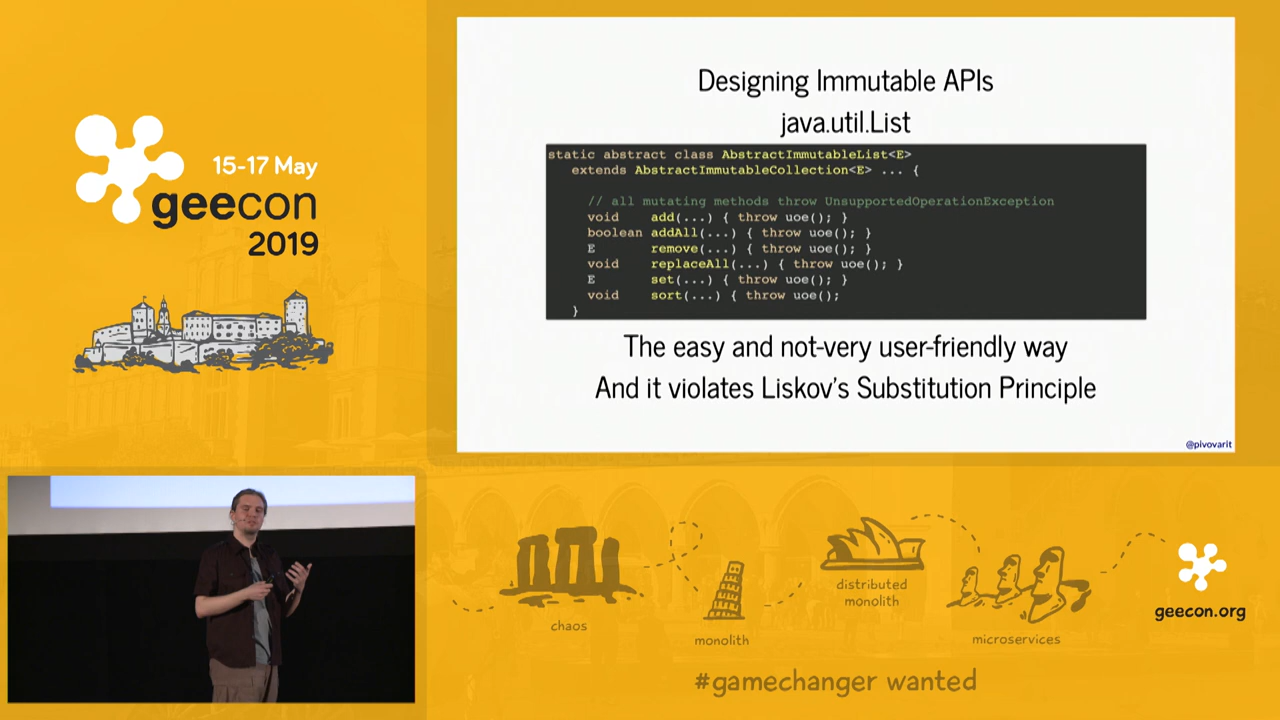 15-17 May
geecon
2019
Designing Immutable APIs
java.util.List
static abstract class AbstractImmutableList<E>
extends AbstractImmutableCollection<E> ... {
// all mutating methods throw UnsupportedOperationException
void add(...) { throw uoe(); }
boolean addAll(...) { throw uoe(); }
E remove(...) { throw uoe(); }
void replaceAll(...) { throw uoe(); }
E set(...) { throw uoe(); }
void sort(...) { throw uoe();
}
The easy and not-very user-friendly way
And it violates Liskov's Substitution Principle
@pivovarit
chaos
monolith
distributed
monolith
microservices
geecon.org
#gamechanger wanted